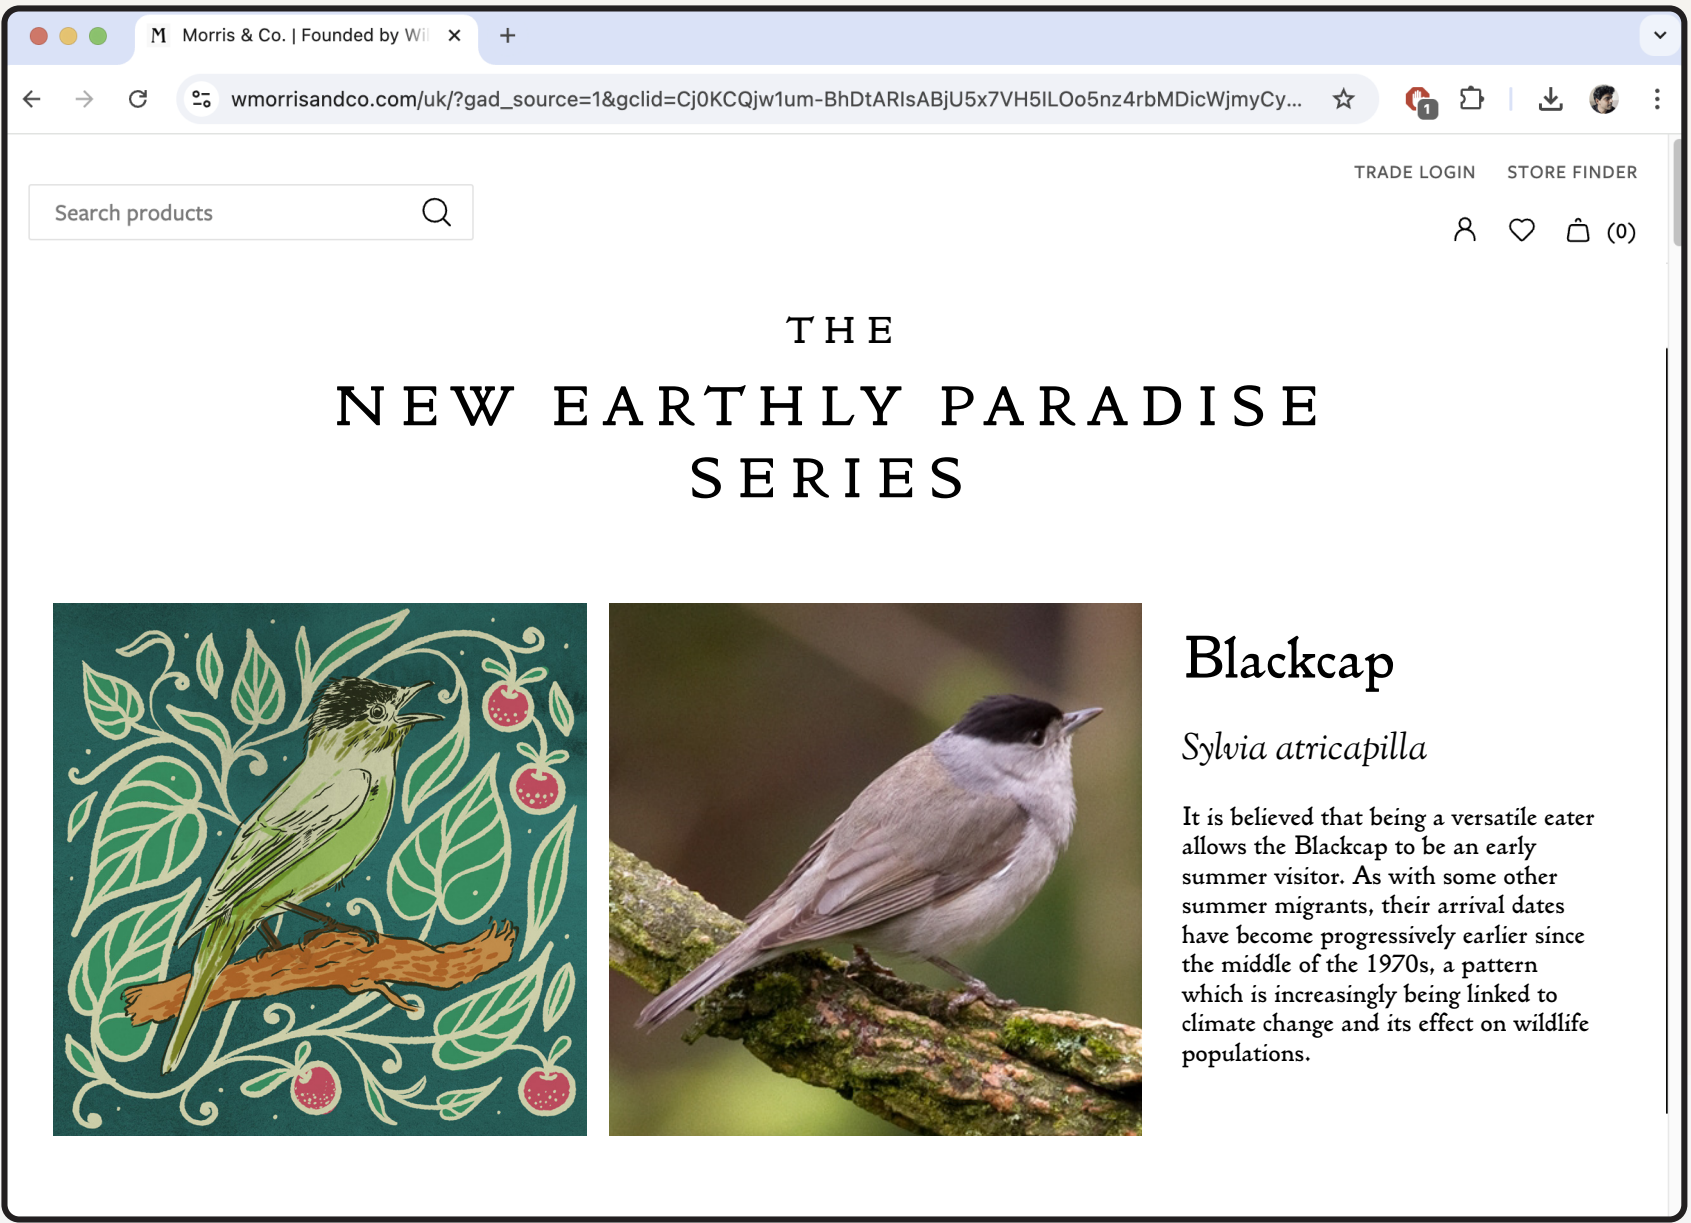 Morris & Co. | Founded by Wil
wmorrisandco.com/uk/?gad_source=1&gclid=Cj0KCQjw1um-BhDtARIsABjU5x7VH5ILOo5nz4rbMDicWjmyCy...
1
TRADE LOGIN STORE FINDER
Search products
(0)
THE
NEW EARTHLY PARADISE
SERIES
Blackcap
Sylvia atricapilla
It is believed that being a versatile eater
allows the Blackcap to be an early
summer visitor. As with some other
summer migrants, their arrival dates
have become progressively earlier since
the middle of the 1970s, a pattern
which is increasingly being linked to
climate change and its effect on wildlife
populations.